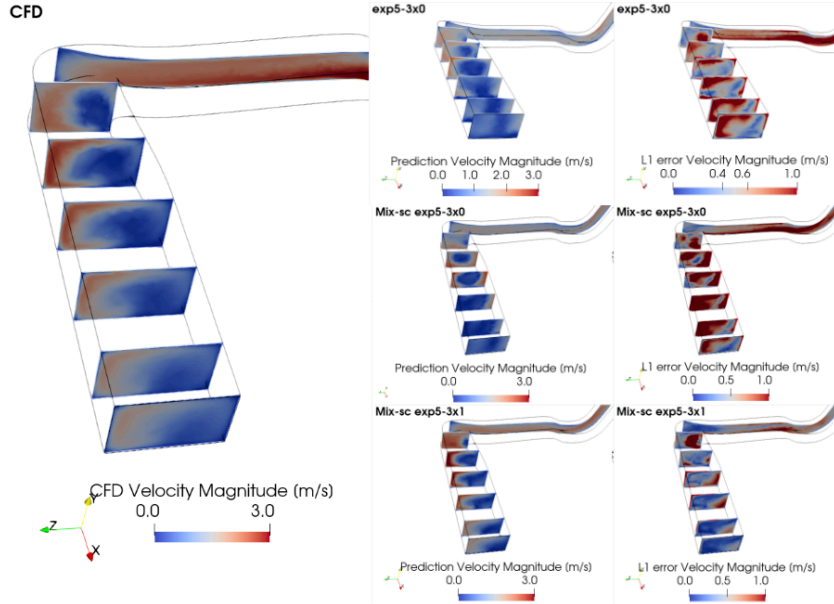 CFD
Y
Z
X
CFD Velocity Magnitude (m/s)
0.0 3.0
exp5-3x0
Prediction Velocity Magnitude (m/s)
0.0 1.0 2.0 3.0
exp5-3x0
L1 error Velocity Magnitude (m/s)
0.0 0.4 0.6 1.0
Mix-sc exp5-3x0
Prediction Velocity Magnitude (m/s)
0.0 3.0
Mix-sc exp5-3x0
L1 error Velocity Magnitude (m/s)
0.0 0.5 1.0
Mix-sc exp5-3x1
Prediction Velocity Magnitude (m/s)
0.0 3.0
Mix-sc exp5-3x1
L1 error Velocity Magnitude (m/s)
0.0 0.5 1.0